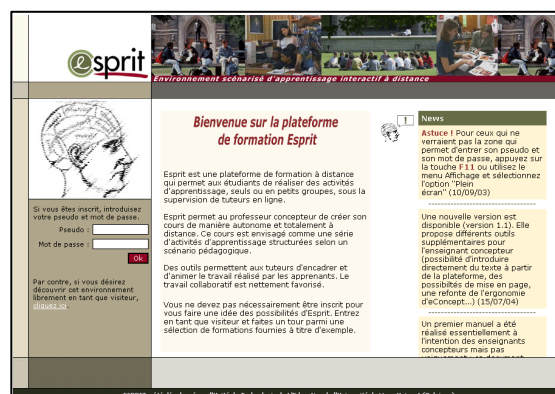 esprit
Environnement scénarisé d'apprentissage interactif à distance
Si vous êtes inscrit, introduisez
votre pseudo et mot de passe.
Pseudo :
Mot de passe :
Ok
Par contre, si vous désirez
découvrir cet environnement
librement en tant que visiteur,
cliquez ici.
Bienvenue sur la plateforme
de formation Esprit
Esprit est une plateforme de formation à distance
qui permet aux étudiants de réaliser des activités
d'apprentissage, seuls ou en petits groupes, sous la
supervision de tuteurs en ligne.
Esprit permet au professeur concepteur de créer son
cours de manière autonome et totalement à
distance. Ce cours est envisagé comme une série
d'activités d'apprentissage structurées selon un
scénario pédagogique.
Des outils permettent aux tuteurs d'encadrer et
d'animer le travail réalisé par les apprenants. Le
travail collaboratif est nettement favorisé.
Vous ne devez pas nécessairement être inscrit pour
vous faire une idée des possibilités d'Esprit. Entrez
en tant que visiteur et faites un tour parmi une
sélection de formations fournies à titre d'exemple.
!
News
Astuce ! Pour ceux qui ne
verraient pas la zone qui
permet d'entrer son pseudo et
son mot de passe, appuyez sur
la touche F11 ou utilisez le
menu Affichage et sélectionnez
l'option "Plein
écran" (10/09/03)
Une nouvelle version est
disponible (version 1.1). Elle
propose différents outils
supplémentaires pour
l'enseignant concepteur
(possibilité d'introduire
directement du texte à partir
de la plateforme, des
possibiltés de mise en page,
une refonte de l'ergonomie
d'eConcept...) (15/07/04)
Un premier manuel a été
réalisé essentiellement à
l'intention des enseignants
concepteurs mais pas